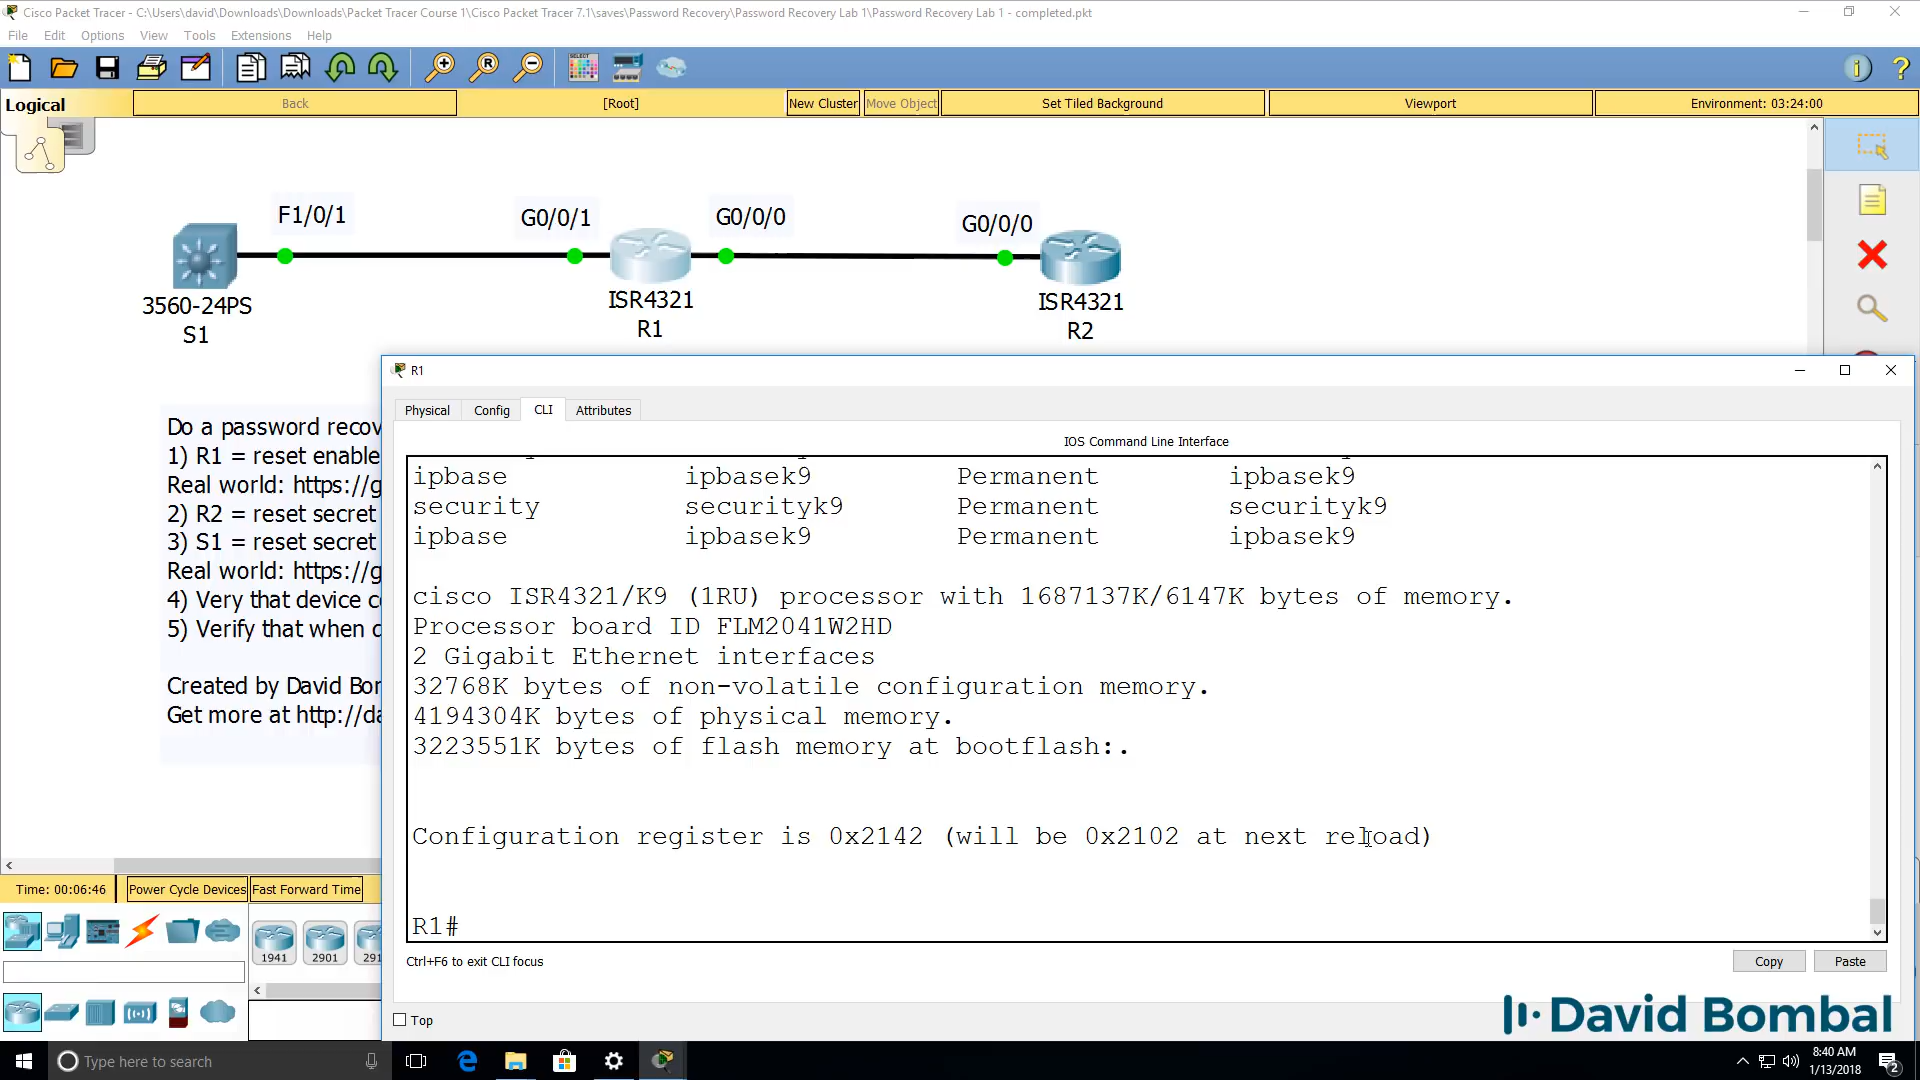 Cisco Packet Tracer - C:\Users\david\Downloads\Downloads\Packet Tracer Course 1\Cisco Packet Tracer 7.1\saves\Password Recovery\Password Recovery Lab 1\Password Recovery Lab 1 - completed.pkt
File Edit Options View Tools Extensions Help
Logical Back [Root] New Cluster Move Object Set Tiled Background Viewport Environment: 03:24:00
F1/0/1 G0/0/1 G0/0/0 G0/0/0
3560-24PS ISR4321 ISR4321
S1 R1 R2
Do a password recov
1) R1 = reset enable
Real world: https://g
2) R2 = reset secret
3) S1 = reset secret
Real world: https://g
4) Very that device c
5) Verify that when d
Created by David Bom
Get more at http://da
R1
Physical Config CLI Attributes
IOS Command Line Interface
ipbase ipbasek9 Permanent ipbasek9
security securityk9 Permanent securityk9
ipbase ipbasek9 Permanent ipbasek9
cisco ISR4321/K9 (1RU) processor with 1687137K/6147K bytes of memory.
Processor board ID FLM2041W2HD
2 Gigabit Ethernet interfaces
32768K bytes of non-volatile configuration memory.
4194304K bytes of physical memory.
3223551K bytes of flash memory at bootflash:.
Configuration register is 0x2142 (will be 0x2102 at next reload)
R1#
Ctrl+F6 to exit CLI focus
Copy Paste
Top
Time: 00:06:46 Power Cycle Devices Fast Forward Time
1941 2901 291
David Bombal
Type here to search
8:40 AM
1/13/2018
2